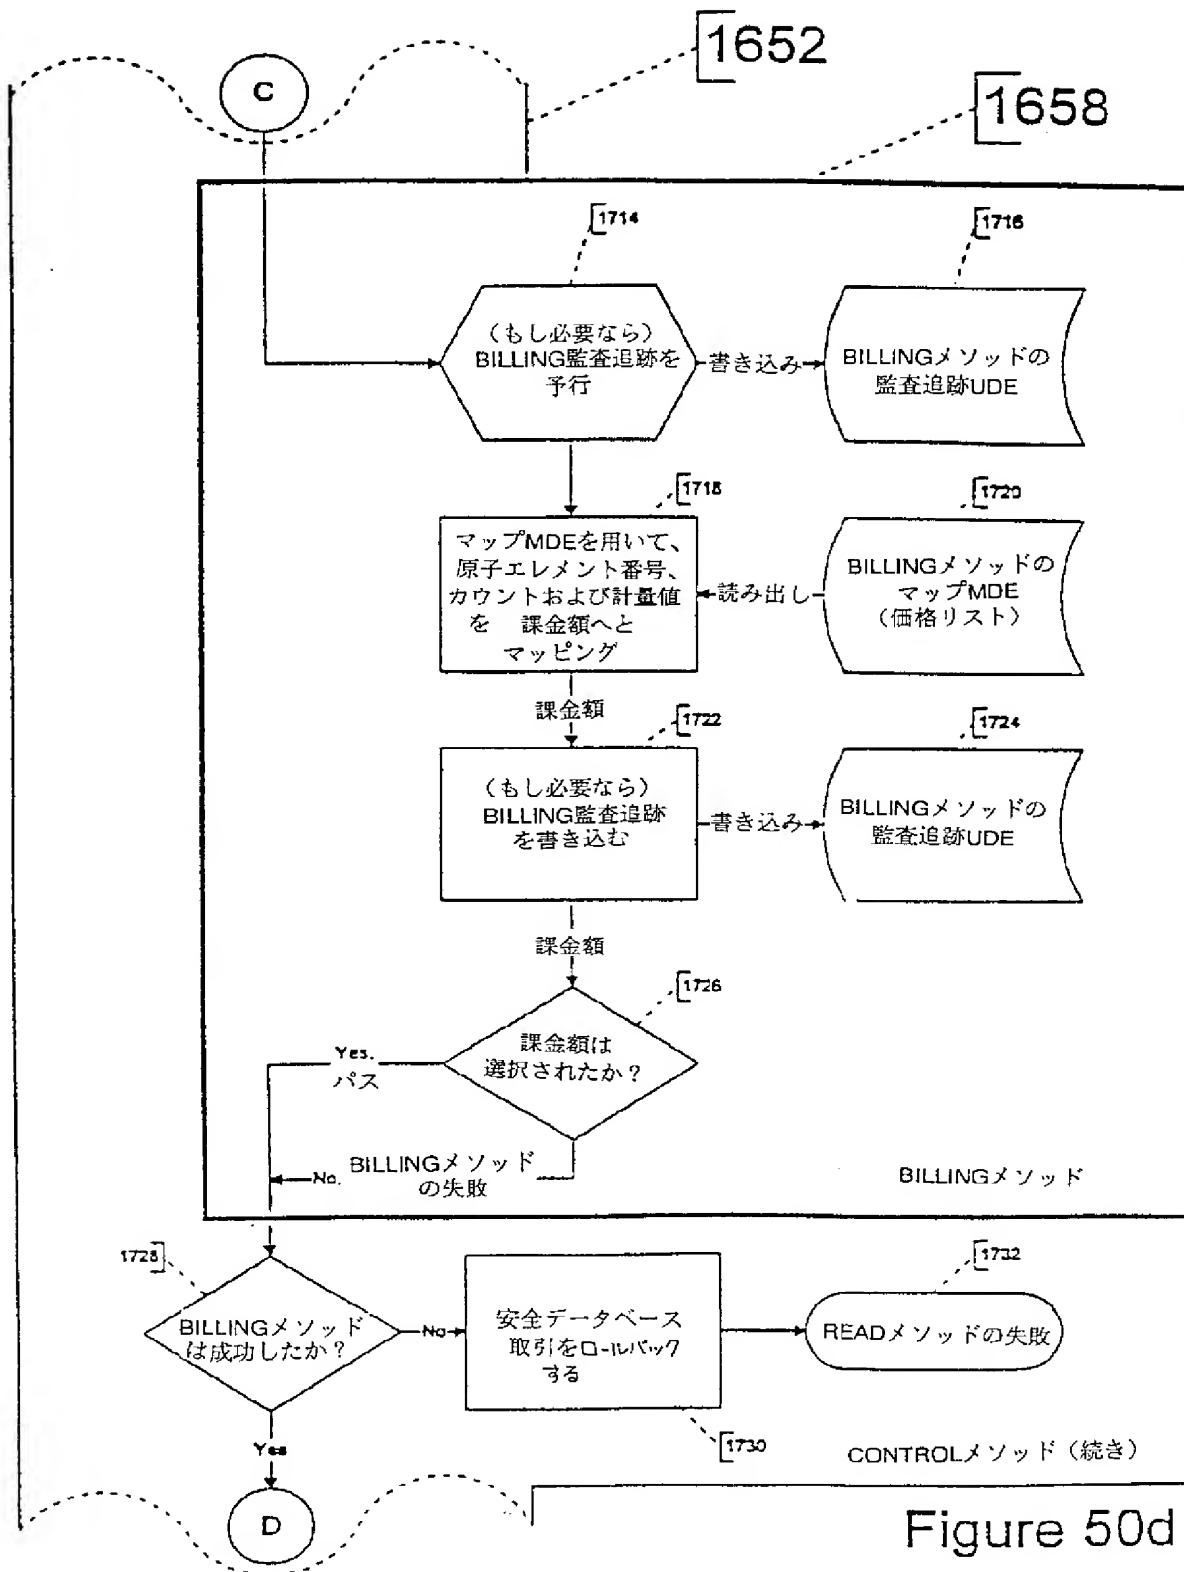 1652
C
1658
1714
1716
（もし必要なら）
BILLING監査追跡を
予行
書き込み
BILLINGメソッドの
監査追跡UDE
1718
1720
マップMDEを用いて、
原子エレメント番号、
カウントおよび計量値
を 課金額へと
マッピング
読み出し
BILLINGメソッドの
マップMDE
（価格リスト）
課金額
1722
1724
（もし必要なら）
BILLING監査追跡
を書き込む
書き込み
BILLINGメソッドの
監査追跡UDE
課金額
1726
課金額は
選択されたか？
Yes.
パス
No.
BILLINGメソッド
の失敗
BILLINGメソッド
1728
BILLINGメソッド
は成功したか？
No
安全データベース
取引をロールバック
する
1732
READメソッドの失敗
1730
Yes
CONTROLメソッド（続き）
D
Figure 50d